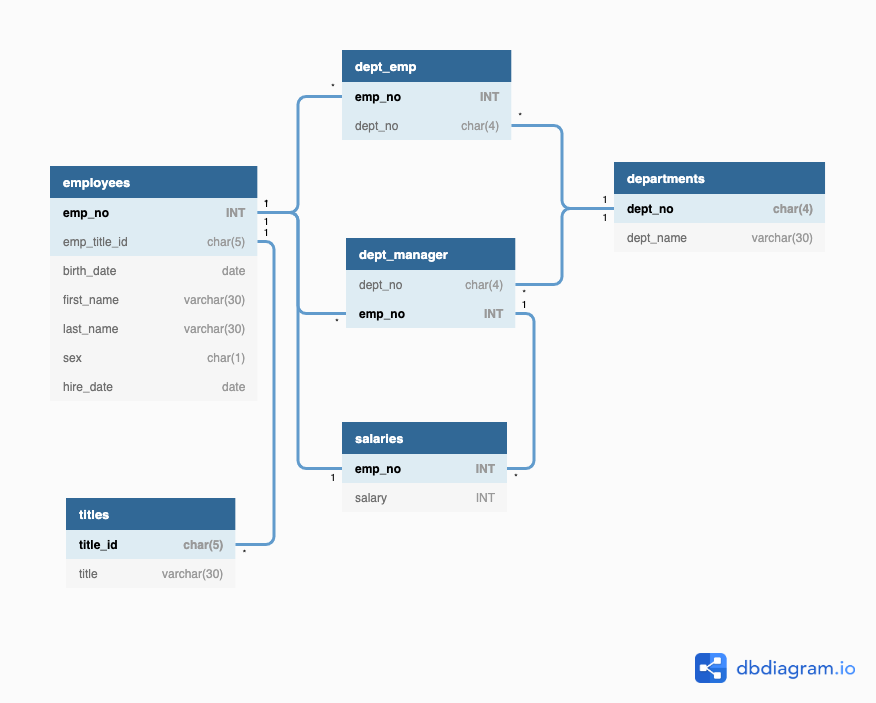 dept_emp
emp_no INT
dept_no char(4)
employees
emp_no INT
emp_title_id char(5)
birth_date date
first_name varchar(30)
last_name varchar(30)
sex char(1)
hire_date date
departments
dept_no char(4)
dept_name varchar(30)
dept_manager
dept_no char(4)
emp_no INT
salaries
emp_no INT
salary INT
titles
title_id char(5)
title varchar(30)
*
*
1
1
1
1
1
*
1
*
1
*
*
dbdiagram.io